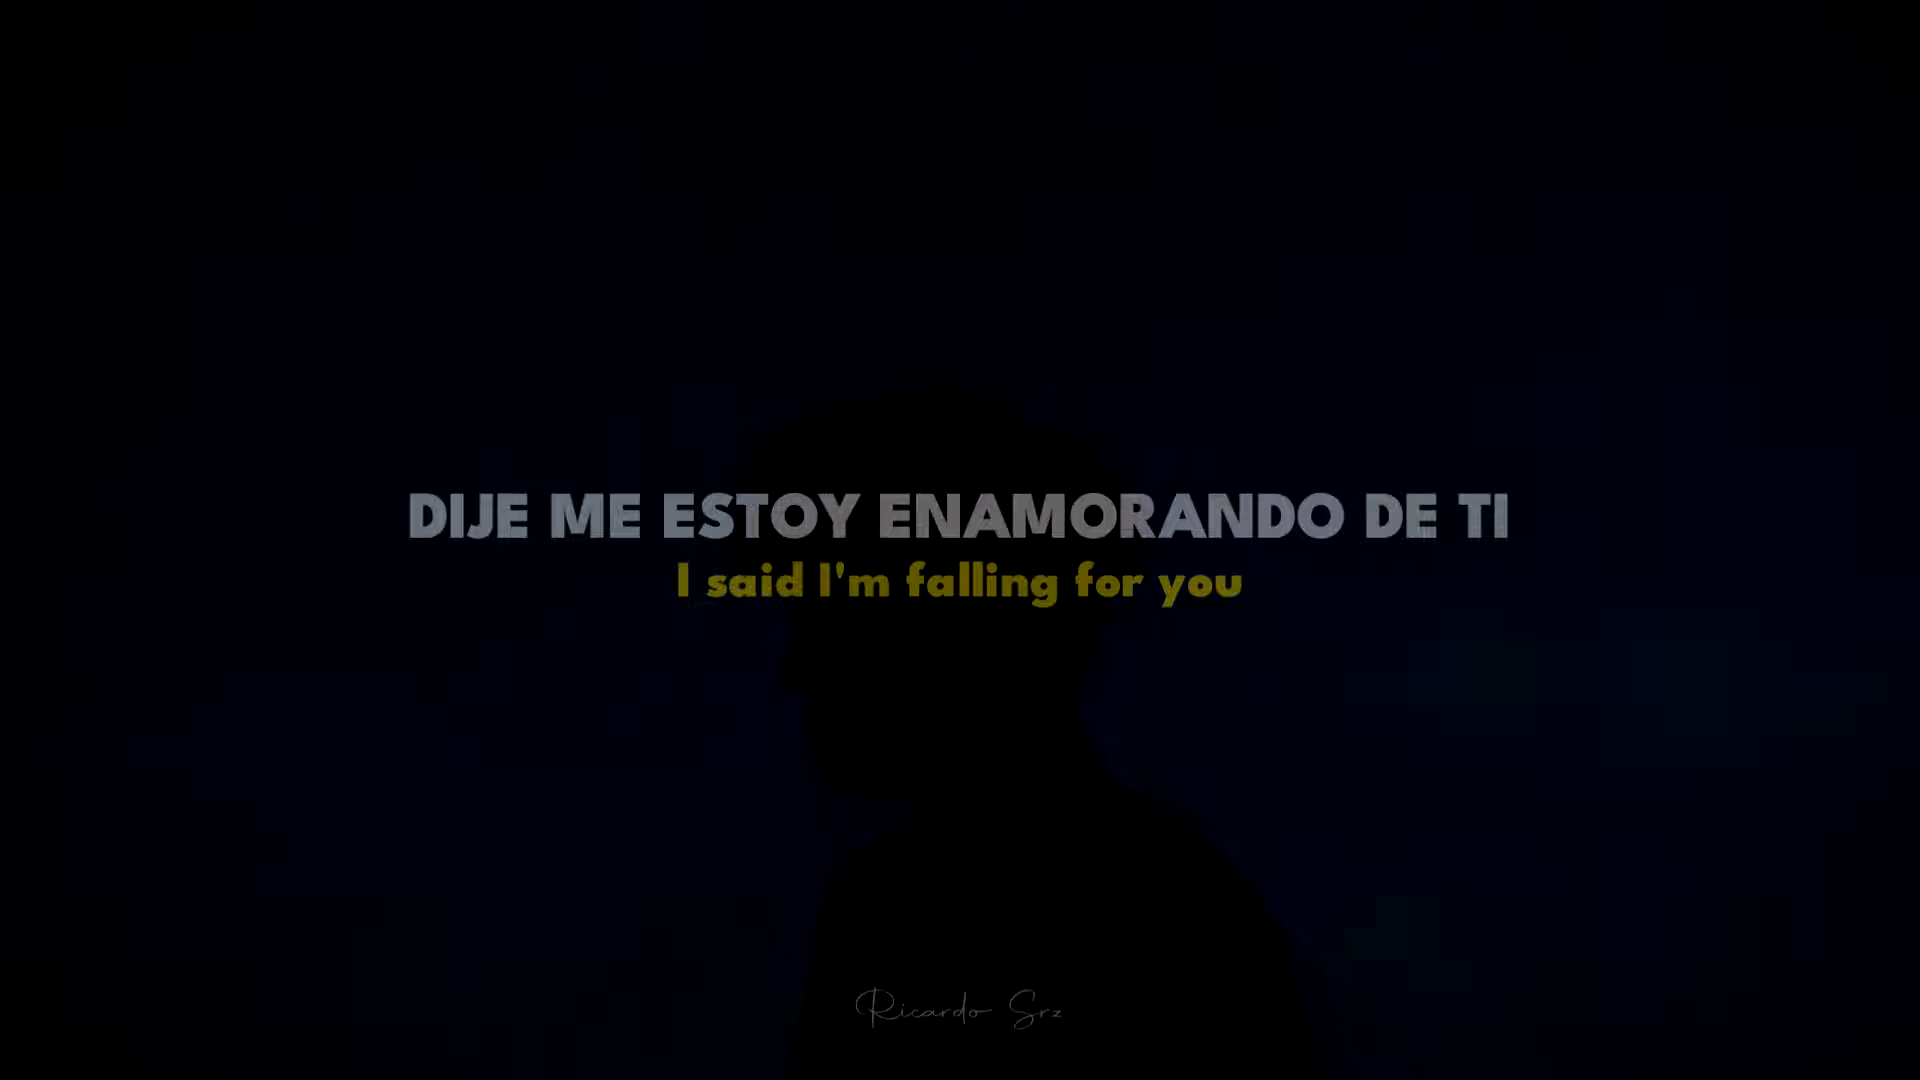 DIJE ME ESTOY ENAMORANDO DE TI
I said I'm falling for you
Ricardo Srz